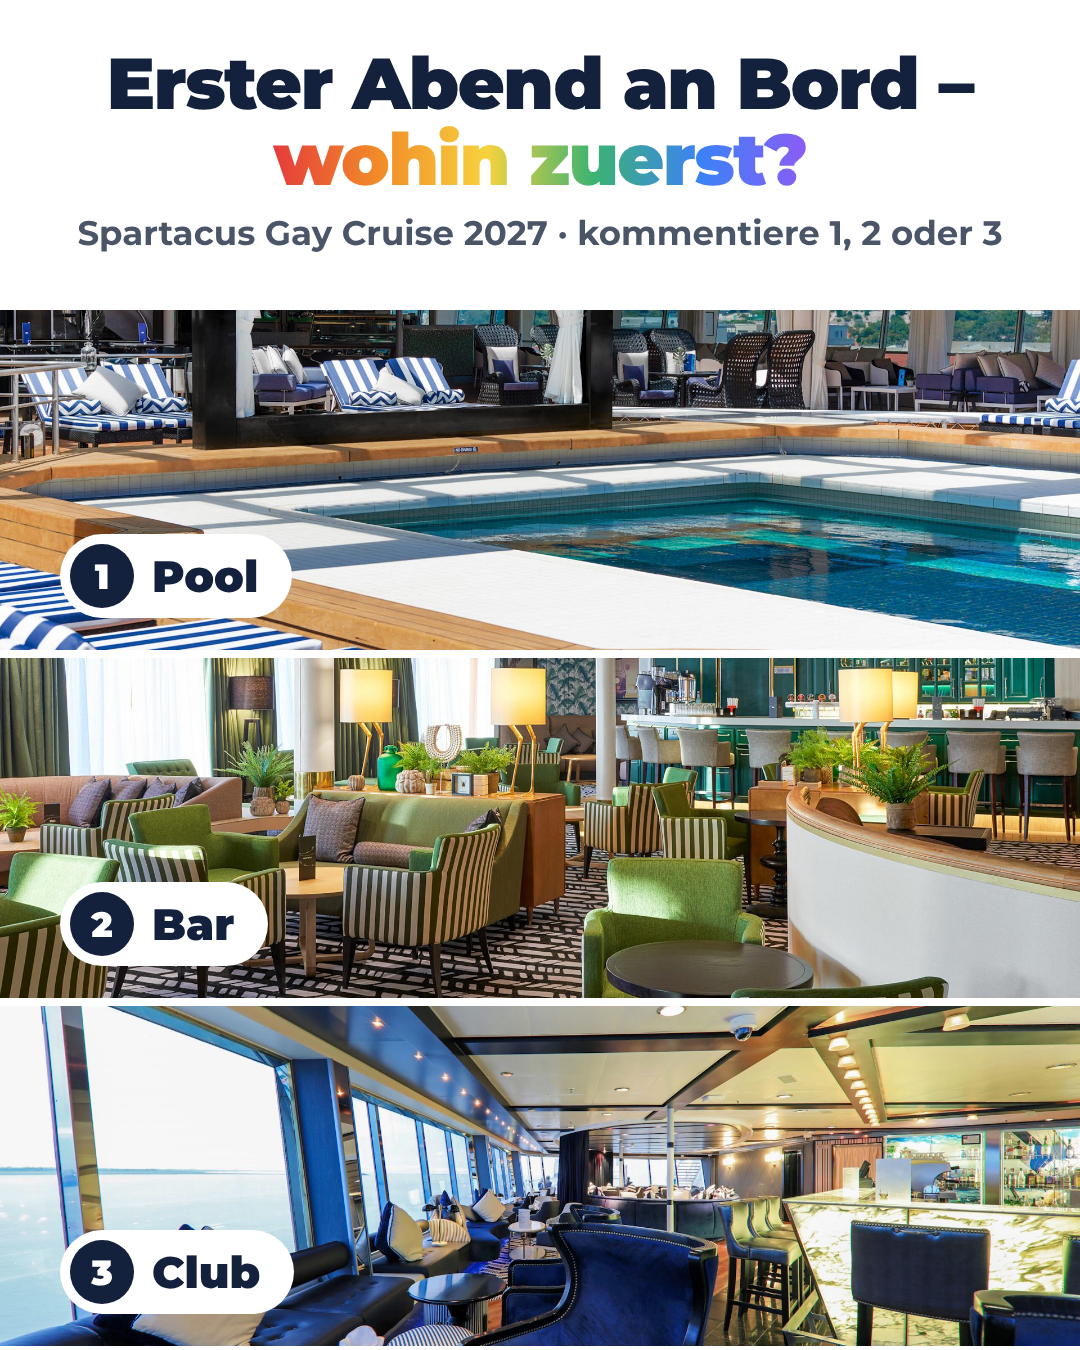 Erster Abend an Bord –
wohin zuerst?
Spartacus Gay Cruise 2027 · kommentiere 1, 2 oder 3
1 Pool
2 Bar
3 Club